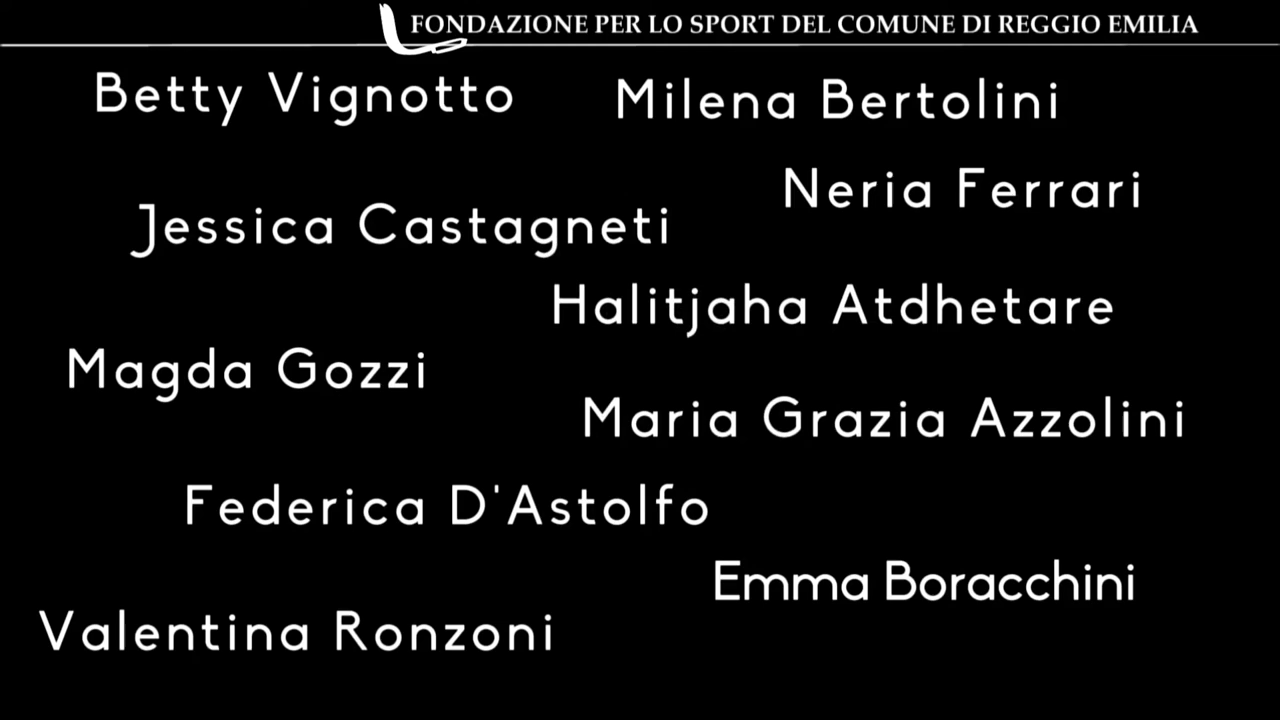 FONDAZIONE PER LO SPORT DEL COMUNE DI REGGIO EMILIA
Betty Vignotto
Milena Bertolini
Neria Ferrari
Jessica Castagneti
Halitjaha Atdhetare
Magda Gozzi
Maria Grazia Azzolini
Federica D'Astolfo
Emma Boracchini
Valentina Ronzoni